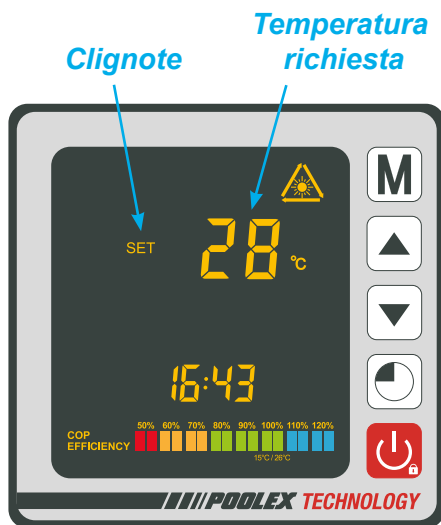 Clignote
Temperatura
richiesta
M
SET
28 °C
16:43
50% 60% 70% 80% 90% 100% 110% 120%
COP
EFFICIENCY
15°C / 26°C
POOLEX TECHNOLOGY